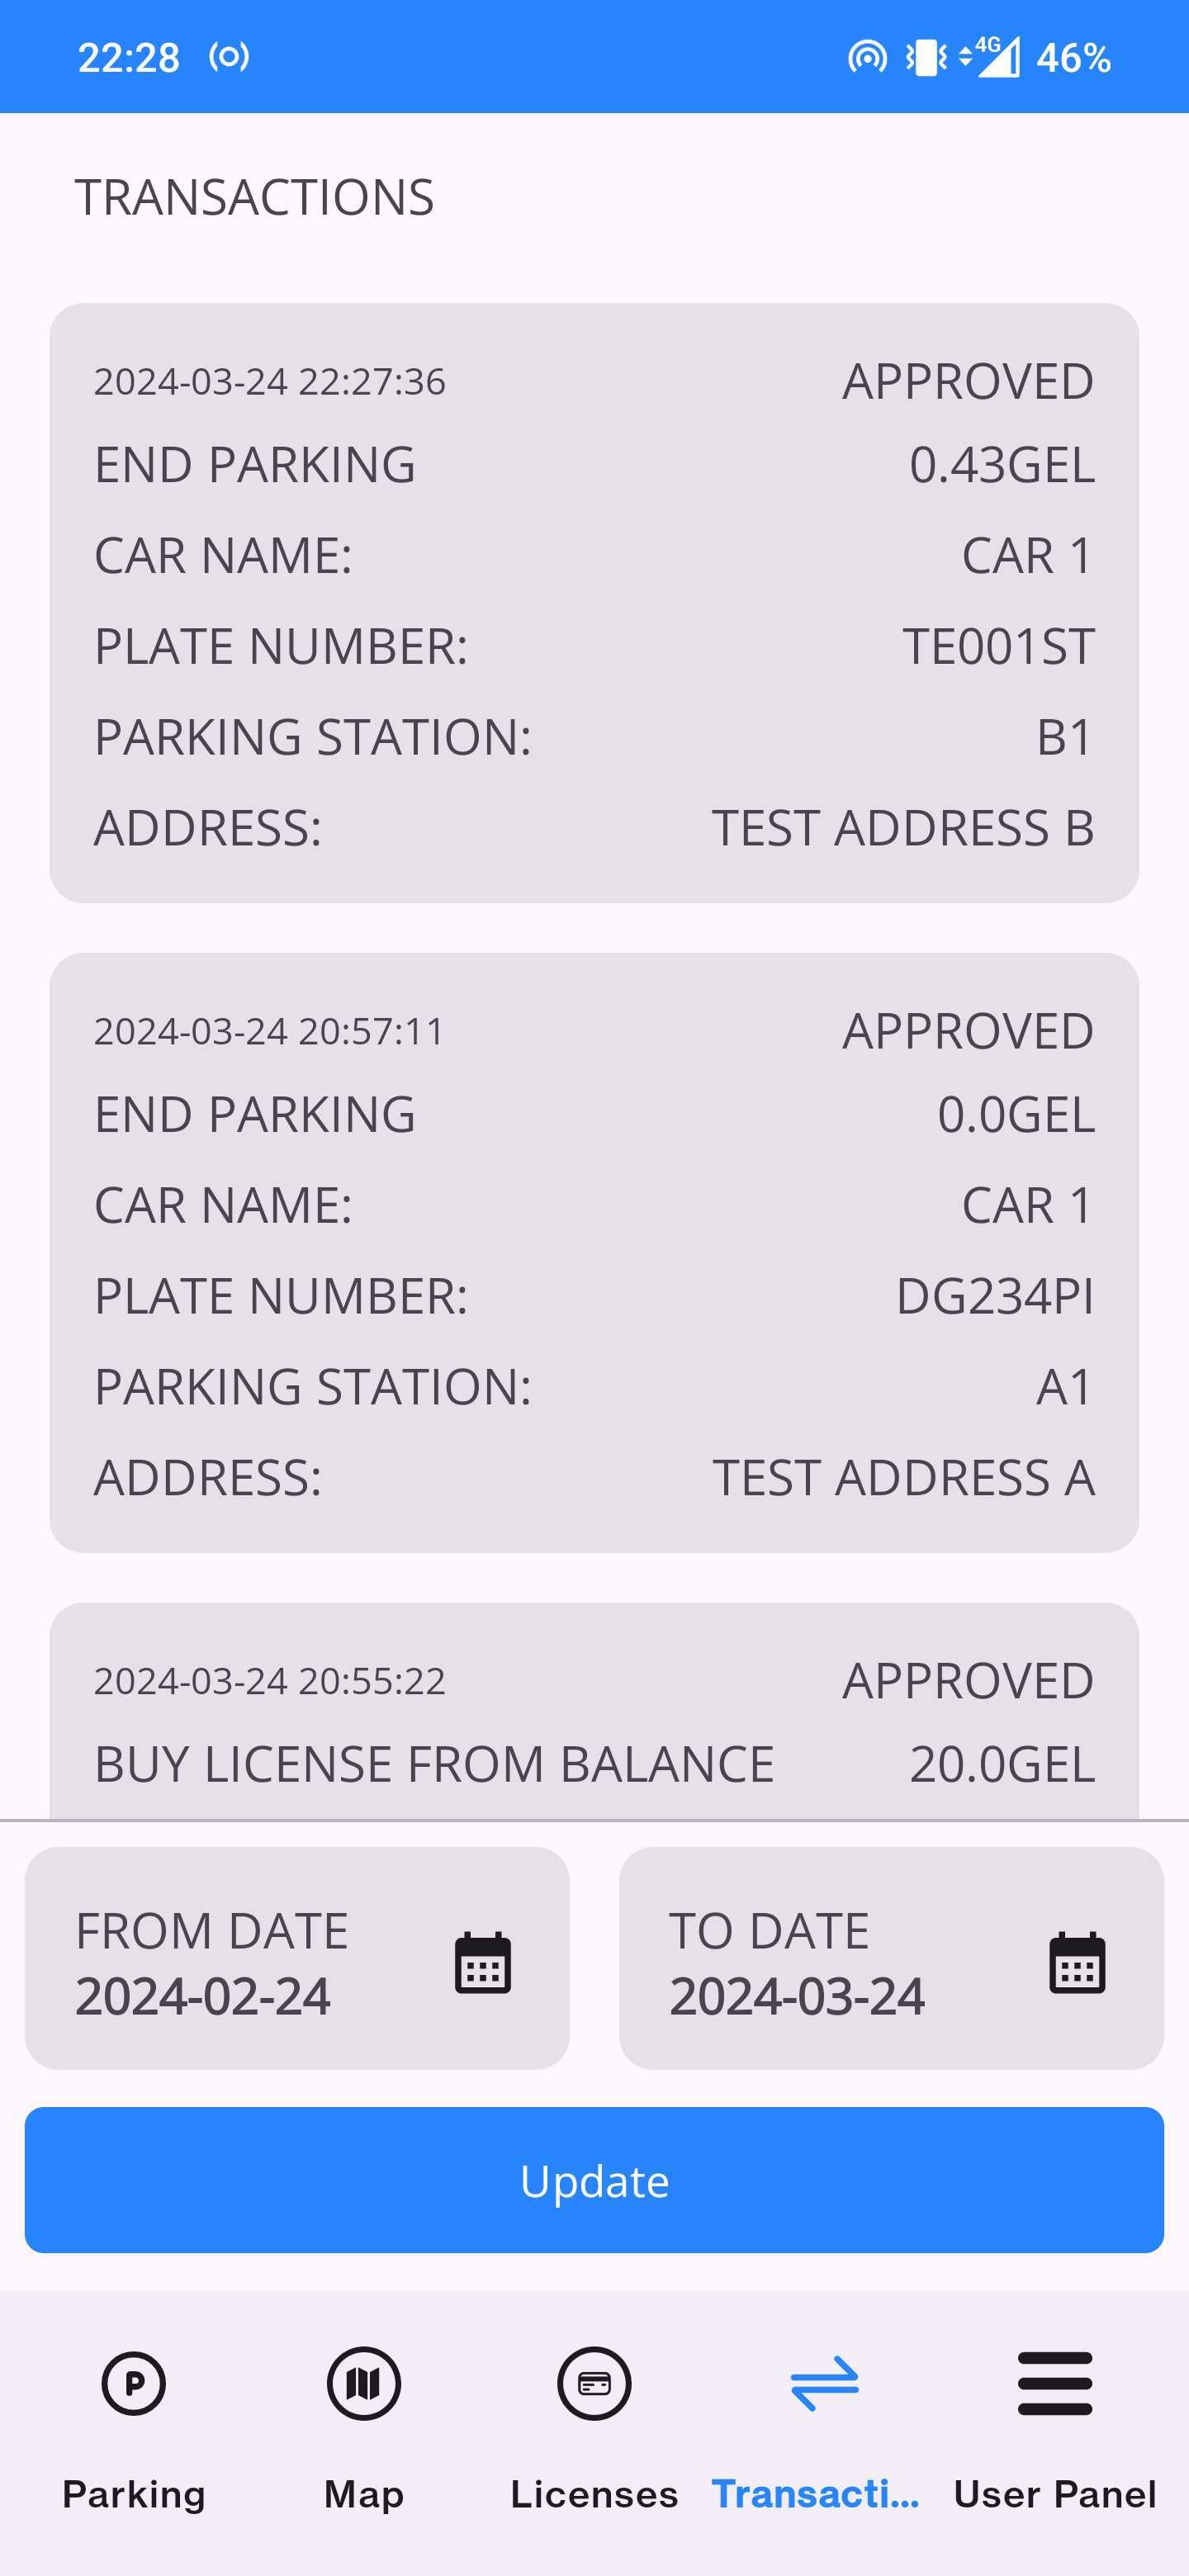 22:28 4G 46%
TRANSACTIONS
2024-03-24 22:27:36 APPROVED
END PARKING 0.43GEL
CAR NAME: CAR 1
PLATE NUMBER: TE001ST
PARKING STATION: B1
ADDRESS: TEST ADDRESS B
2024-03-24 20:57:11 APPROVED
END PARKING 0.0GEL
CAR NAME: CAR 1
PLATE NUMBER: DG234PI
PARKING STATION: A1
ADDRESS: TEST ADDRESS A
2024-03-24 20:55:22 APPROVED
BUY LICENSE FROM BALANCE 20.0GEL
FROM DATE
2024-02-24
TO DATE
2024-03-24
Update
P
Parking Map Licenses Transacti... User Panel